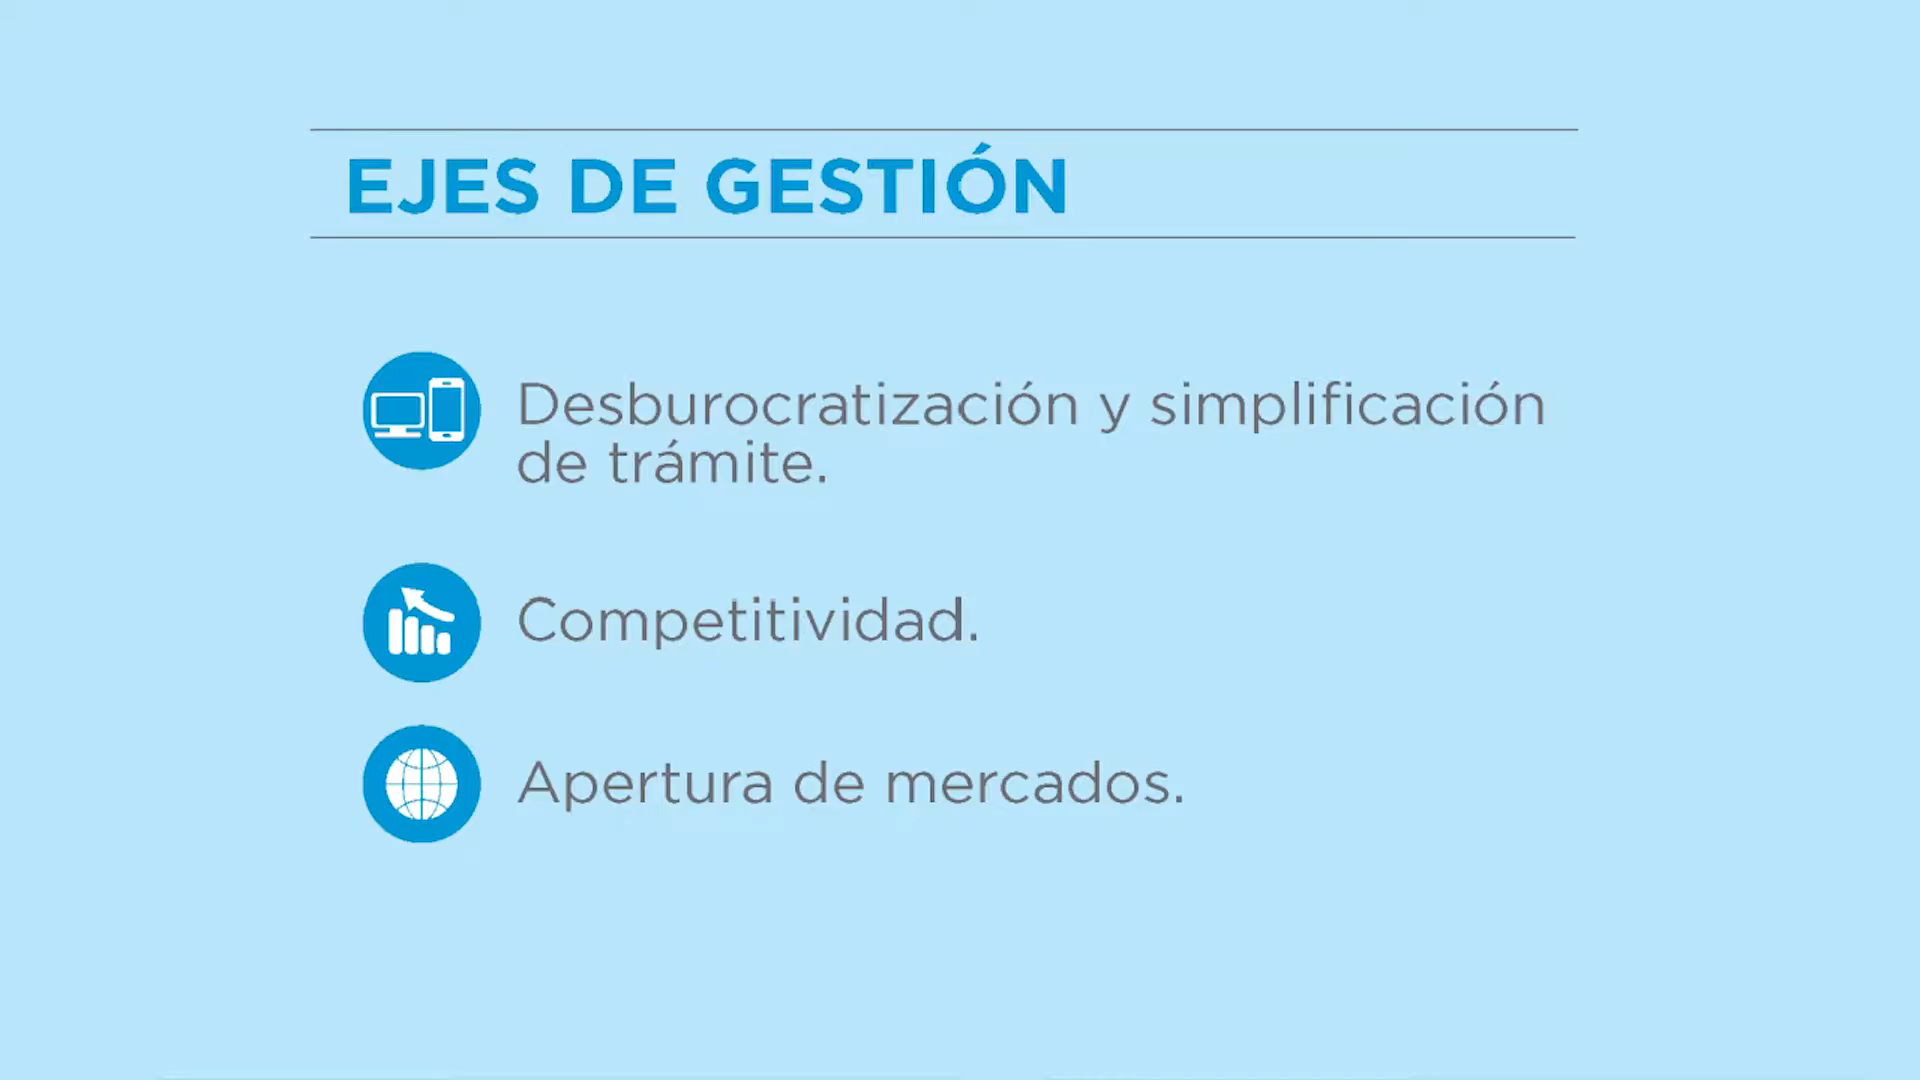 EJES DE GESTIÓN
Desburocratización y simplificación
de trámite.
Competitividad.
Apertura de mercados.